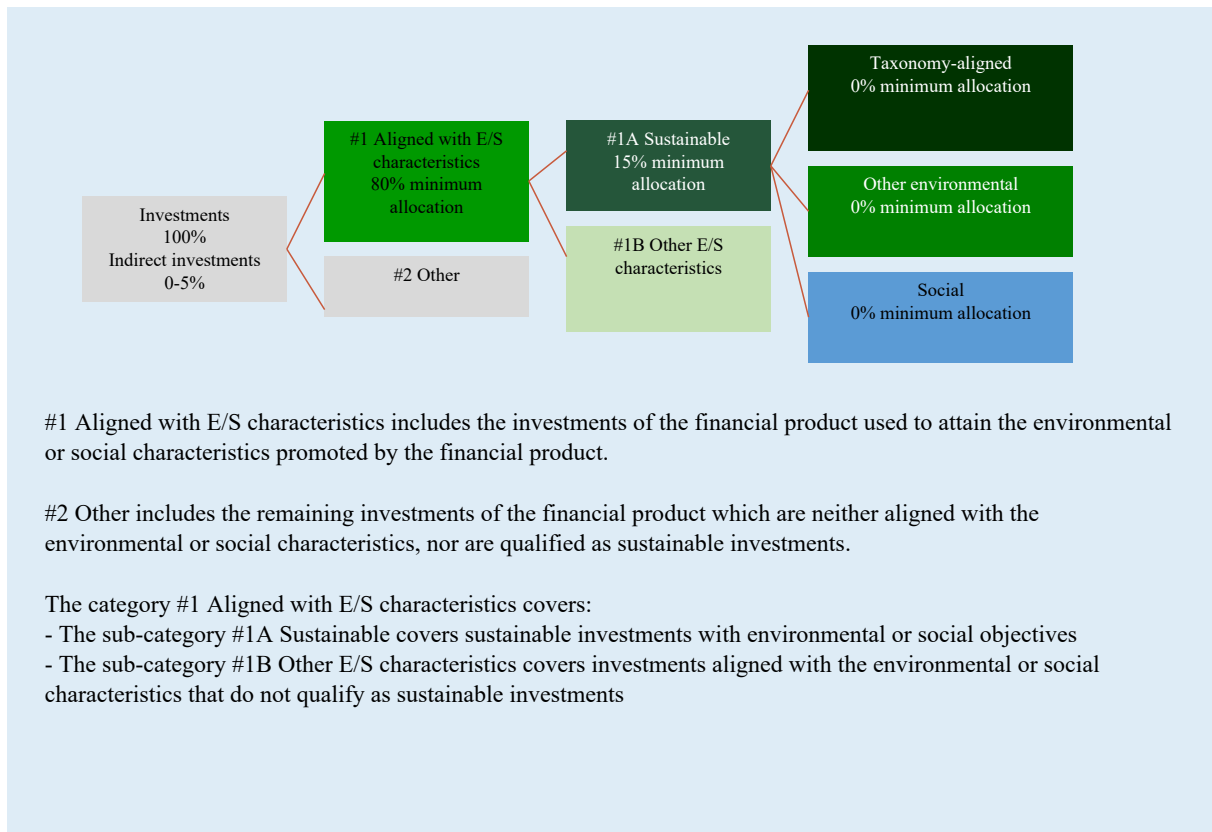 Investments
100%
Indirect investments
0-5%
#1 Aligned with E/S
characteristics
80% minimum
allocation
#2 Other
#1A Sustainable
15% minimum
allocation
#1B Other E/S
characteristics
Taxonomy-aligned
0% minimum allocation
Other environmental
0% minimum allocation
Social
0% minimum allocation
#1 Aligned with E/S characteristics includes the investments of the financial product used to attain the environmental
or social characteristics promoted by the financial product.
#2 Other includes the remaining investments of the financial product which are neither aligned with the
environmental or social characteristics, nor are qualified as sustainable investments.
The category #1 Aligned with E/S characteristics covers:
- The sub-category #1A Sustainable covers sustainable investments with environmental or social objectives
- The sub-category #1B Other E/S characteristics covers investments aligned with the environmental or social
characteristics that do not qualify as sustainable investments